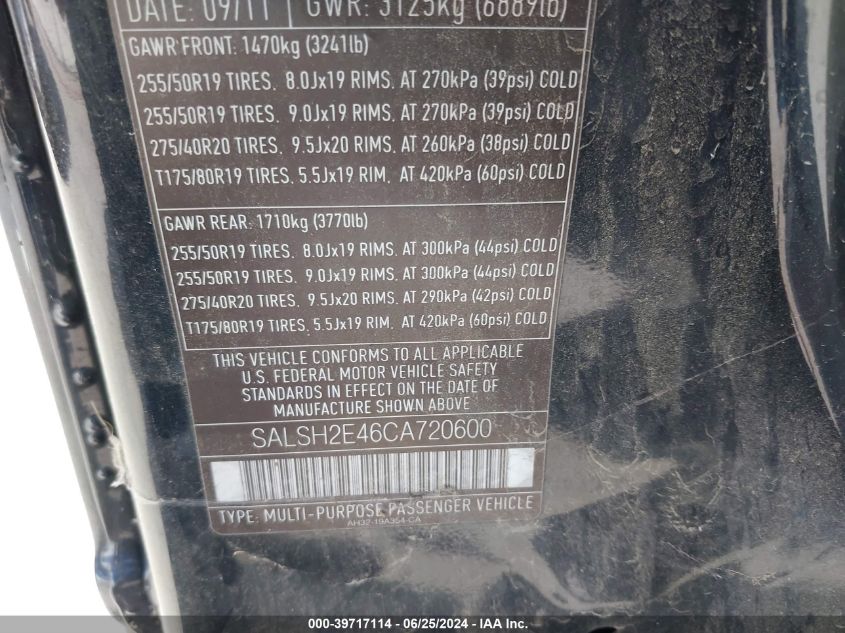 DATE: 09/11 GWR: 3125kg (6889lb)
GAWR FRONT: 1470kg (3241lb)
255/50R19 TIRES. 8.0Jx19 RIMS. AT 270kPa (39psi) COLD
255/50R19 TIRES. 9.0Jx19 RIMS. AT 270kPa (39psi) COLD
275/40R20 TIRES. 9.5Jx20 RIMS. AT 260kPa (38psi) COLD
T175/80R19 TIRES, 5.5Jx19 RIM, AT 420kPa (60psi) COLD
GAWR REAR: 1710kg (3770lb)
255/50R19 TIRES. 8.0Jx19 RIMS. AT 300kPa (44psi) COLD
255/50R19 TIRES. 9.0Jx19 RIMS. AT 300kPa (44psi) COLD
275/40R20 TIRES. 9.5Jx20 RIMS. AT 290kPa (42psi) COLD
T175/80R19 TIRES, 5.5Jx19 RIM, AT 420kPa (60psi) COLD
THIS VEHICLE CONFORMS TO ALL APPLICABLE
U.S. FEDERAL MOTOR VEHICLE SAFETY
STANDARDS IN EFFECT ON THE DATE OF
MANUFACTURE SHOWN ABOVE
SALSH2E46CA720600
TYPE: MULTI-PURPOSE PASSENGER VEHICLE
AH32-19A354-CA
000-39717114 - 06/25/2024 - © IAA, Inc.